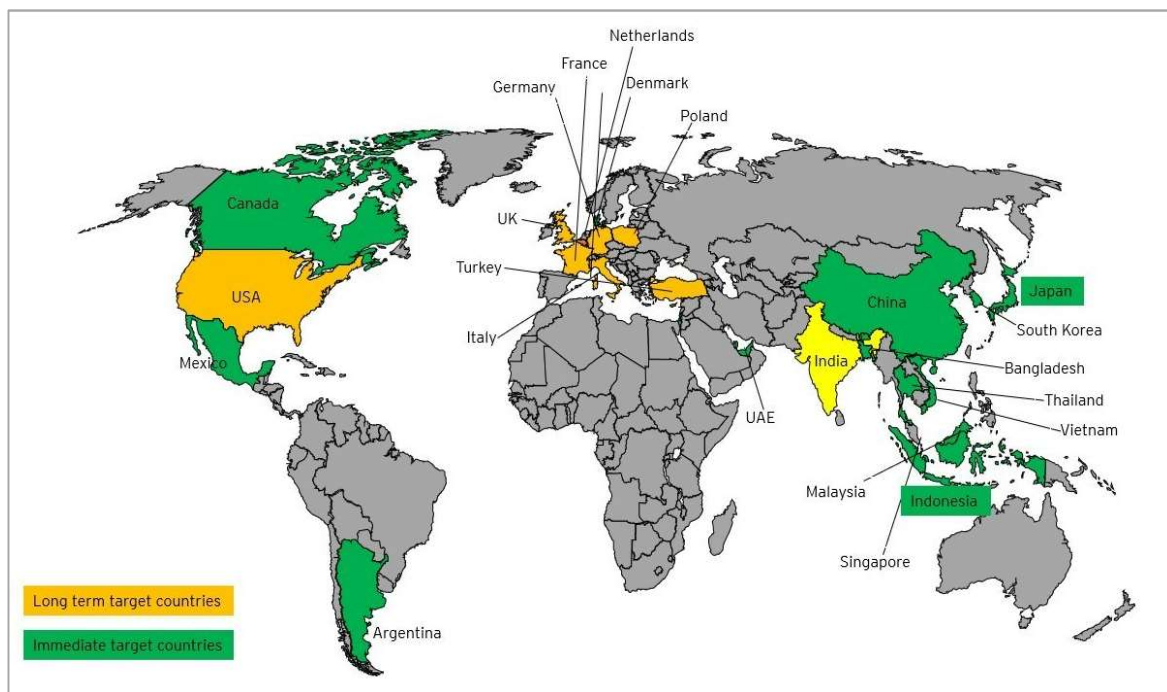 Netherlands
France
Germany
Denmark
Poland
Canada
UK
USA
Turkey
China
Japan
Italy
South Korea
Mexico
India
Bangladesh
Thailand
UAE
Vietnam
Malaysia
Indonesia
Singapore
Long term target countries
Argentina
Immediate target countries